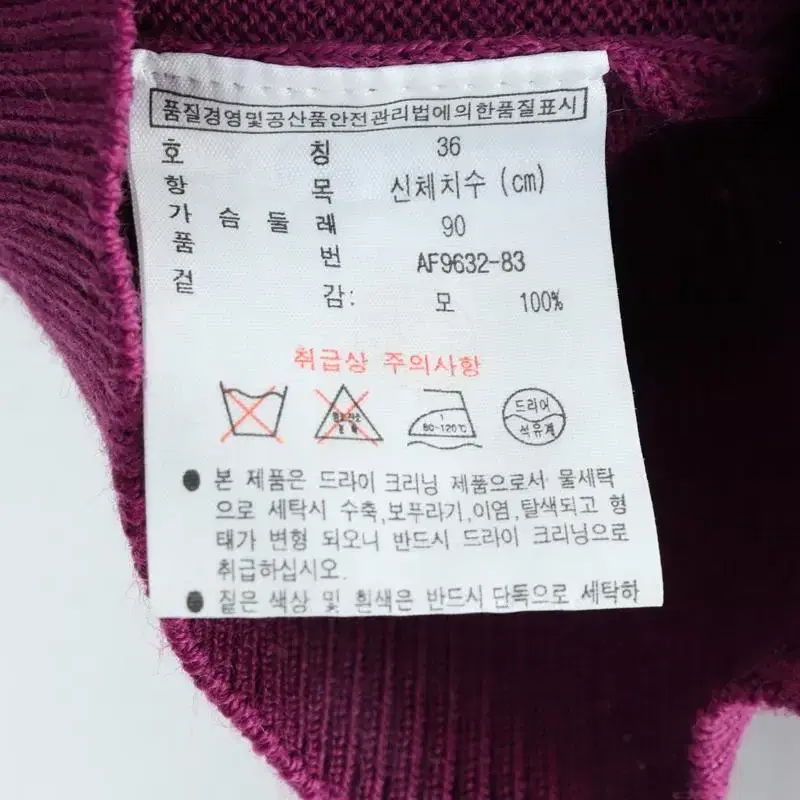 품질경영및공산품안전관리법에의한품질표시
호 칭 36
항 목 신체치수 (cm)
가 슴 둘 레 90
품 번 AF9632-83
겉 감: 모 100%
취급상 주의사항
1
80-120℃
드라이
석유계
● 본 제품은 드라이 크리닝 제품으로서 물세탁
으로 세탁시 수축,보푸라기,이염,탈색되고 형
태가 변형 되오니 반드시 드라이 크리닝으로
취급하십시오.
● 짙은 색상 및 흰색은 반드시 단독으로 세탁하